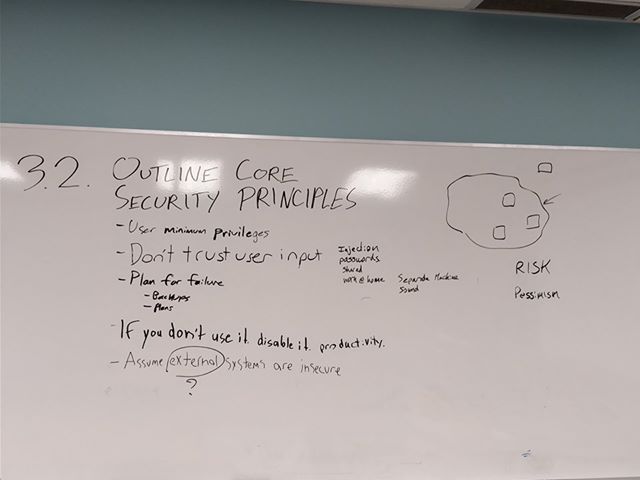 3.2. OUTLINE CORE
SECURITY PRINCIPLES
- User minimum privileges
- Don't trust user input
Injection
passwords
shared
work @ home
Separate Machine
- Plan for failure
- Backups
- Plans
- If you don't use it disable it. productivity.
- Assume external systems are insecure
?
RISK
Pessimism